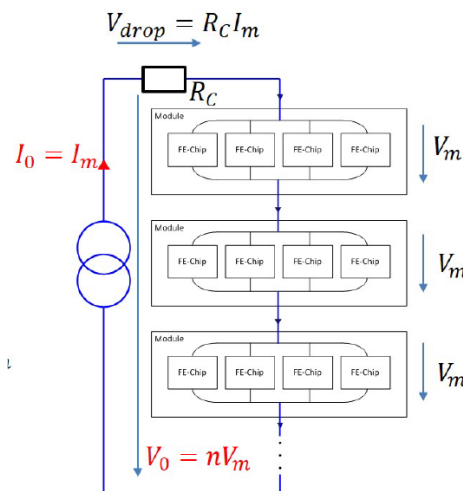 V_drop = R_C I_m
R_C
Module
FE-Chip FE-Chip FE-Chip FE-Chip
V_m
I_0 = I_m
Module
FE-Chip FE-Chip FE-Chip FE-Chip
V_m
Module
FE-Chip FE-Chip FE-Chip FE-Chip
V_m
V_0 = nV_m